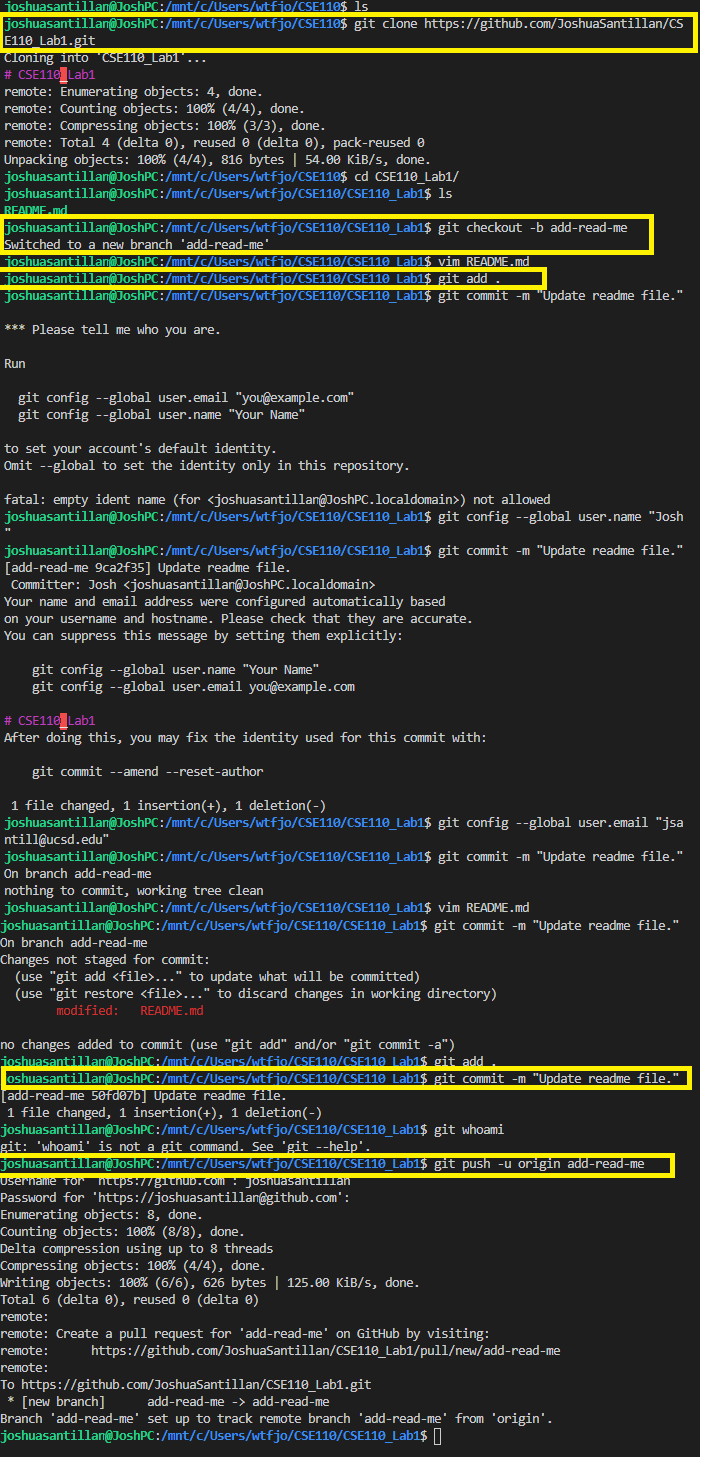 joshuasantillan@JoshPC:/mnt/c/Users/wtfjo/CSE110$ ls
joshuasantillan@JoshPC:/mnt/c/Users/wtfjo/CSE110$ git clone https://github.com/JoshuaSantillan/CS
E110_Lab1.git
Cloning into 'CSE110_Lab1'...
# CSE110_Lab1
remote: Enumerating objects: 4, done.
remote: Counting objects: 100% (4/4), done.
remote: Compressing objects: 100% (3/3), done.
remote: Total 4 (delta 0), reused 0 (delta 0), pack-reused 0
Unpacking objects: 100% (4/4), 816 bytes | 54.00 KiB/s, done.
joshuasantillan@JoshPC:/mnt/c/Users/wtfjo/CSE110$ cd CSE110_Lab1/
joshuasantillan@JoshPC:/mnt/c/Users/wtfjo/CSE110/CSE110_Lab1$ ls
README.md
joshuasantillan@JoshPC:/mnt/c/Users/wtfjo/CSE110/CSE110_Lab1$ git checkout -b add-read-me
Switched to a new branch 'add-read-me'
joshuasantillan@JoshPC:/mnt/c/Users/wtfjo/CSE110/CSE110_Lab1$ vim README.md
joshuasantillan@JoshPC:/mnt/c/Users/wtfjo/CSE110/CSE110_Lab1$ git add .
joshuasantillan@JoshPC:/mnt/c/Users/wtfjo/CSE110/CSE110_Lab1$ git commit -m "Update readme file."

*** Please tell me who you are.

Run

  git config --global user.email "you@example.com"
  git config --global user.name "Your Name"

to set your account's default identity.
Omit --global to set the identity only in this repository.

fatal: empty ident name (for <joshuasantillan@JoshPC.localdomain>) not allowed
joshuasantillan@JoshPC:/mnt/c/Users/wtfjo/CSE110/CSE110_Lab1$ git config --global user.name "Josh
"
joshuasantillan@JoshPC:/mnt/c/Users/wtfjo/CSE110/CSE110_Lab1$ git commit -m "Update readme file."
[add-read-me 9ca2f35] Update readme file.
 Committer: Josh <joshuasantillan@JoshPC.localdomain>
Your name and email address were configured automatically based
on your username and hostname. Please check that they are accurate.
You can suppress this message by setting them explicitly:

    git config --global user.name "Your Name"
    git config --global user.email you@example.com

# CSE110_Lab1
After doing this, you may fix the identity used for this commit with:

    git commit --amend --reset-author

 1 file changed, 1 insertion(+), 1 deletion(-)
joshuasantillan@JoshPC:/mnt/c/Users/wtfjo/CSE110/CSE110_Lab1$ git config --global user.email "jsa
ntill@ucsd.edu"
joshuasantillan@JoshPC:/mnt/c/Users/wtfjo/CSE110/CSE110_Lab1$ git commit -m "Update readme file."
On branch add-read-me
nothing to commit, working tree clean
joshuasantillan@JoshPC:/mnt/c/Users/wtfjo/CSE110/CSE110_Lab1$ vim README.md
joshuasantillan@JoshPC:/mnt/c/Users/wtfjo/CSE110/CSE110_Lab1$ git commit -m "Update readme file."
On branch add-read-me
Changes not staged for commit:
  (use "git add <file>..." to update what will be committed)
  (use "git restore <file>..." to discard changes in working directory)
        modified:   README.md

no changes added to commit (use "git add" and/or "git commit -a")
joshuasantillan@JoshPC:/mnt/c/Users/wtfjo/CSE110/CSE110_Lab1$ git add .
joshuasantillan@JoshPC:/mnt/c/Users/wtfjo/CSE110/CSE110_Lab1$ git commit -m "Update readme file."
[add-read-me 50fd07b] Update readme file.
 1 file changed, 1 insertion(+), 1 deletion(-)
joshuasantillan@JoshPC:/mnt/c/Users/wtfjo/CSE110/CSE110_Lab1$ git whoami
git: 'whoami' is not a git command. See 'git --help'.
joshuasantillan@JoshPC:/mnt/c/Users/wtfjo/CSE110/CSE110_Lab1$ git push -u origin add-read-me
Username for 'https://github.com': joshuasantillan
Password for 'https://joshuasantillan@github.com':
Enumerating objects: 8, done.
Counting objects: 100% (8/8), done.
Delta compression using up to 8 threads
Compressing objects: 100% (4/4), done.
Writing objects: 100% (6/6), 626 bytes | 125.00 KiB/s, done.
Total 6 (delta 0), reused 0 (delta 0)
remote:
remote: Create a pull request for 'add-read-me' on GitHub by visiting:
remote:      https://github.com/JoshuaSantillan/CSE110_Lab1/pull/new/add-read-me
remote:
To https://github.com/JoshuaSantillan/CSE110_Lab1.git
 * [new branch]      add-read-me -> add-read-me
Branch 'add-read-me' set up to track remote branch 'add-read-me' from 'origin'.
joshuasantillan@JoshPC:/mnt/c/Users/wtfjo/CSE110/CSE110_Lab1$